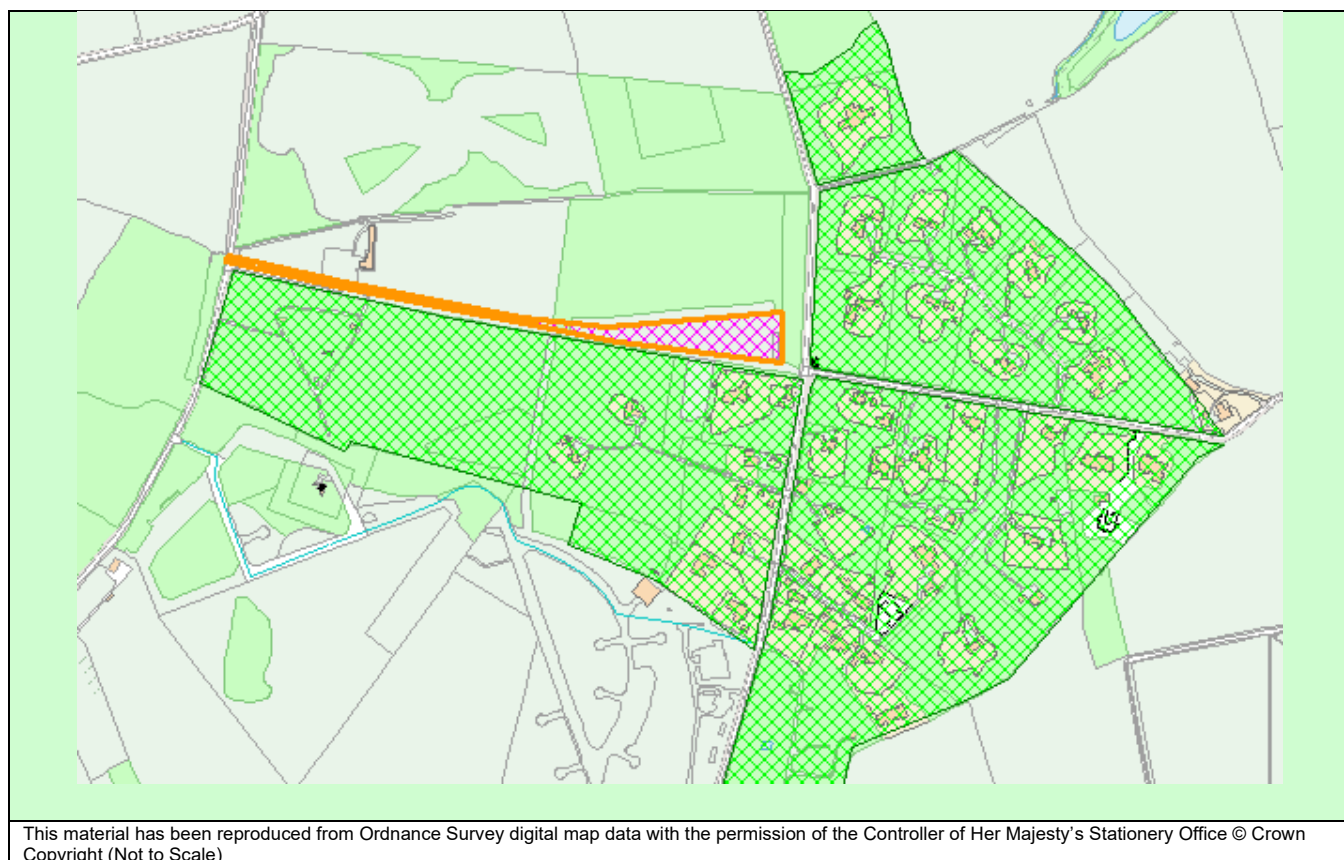 This material has been reproduced from Ordnance Survey digital map data with the permission of the Controller of Her Majesty’s Stationery Office © Crown
Copyright (Not to Scale)